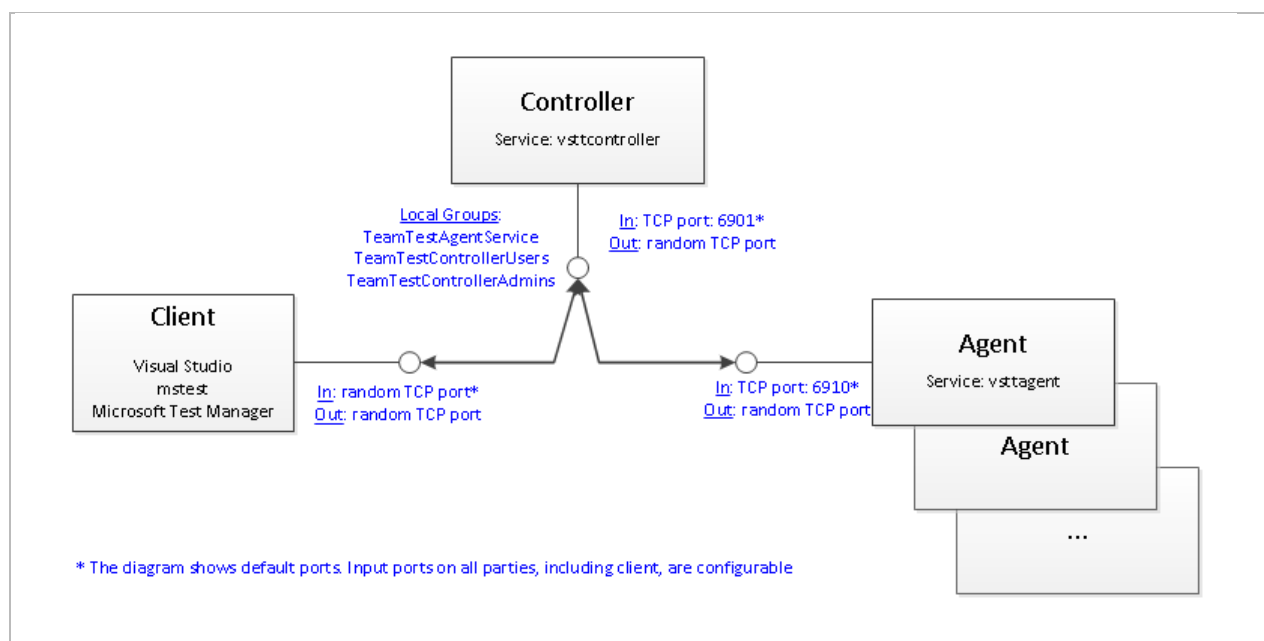 Controller
Service: vsttcontroller
Local Groups:
TeamTestAgentService
TeamTestControllerUsers
TeamTestControllerAdmins
In: TCP port: 6901*
Out: random TCP port
Client
Visual Studio
mstest
Microsoft Test Manager
In: random TCP port*
Out: random TCP port
In: TCP port: 6910*
Out: random TCP port
Agent
Service: vsttagent
Agent
...
* The diagram shows default ports. Input ports on all parties, including client, are configurable